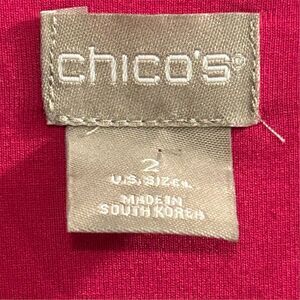 chico's®
2
U.S. SIZE
MADE IN
SOUTH KOREA